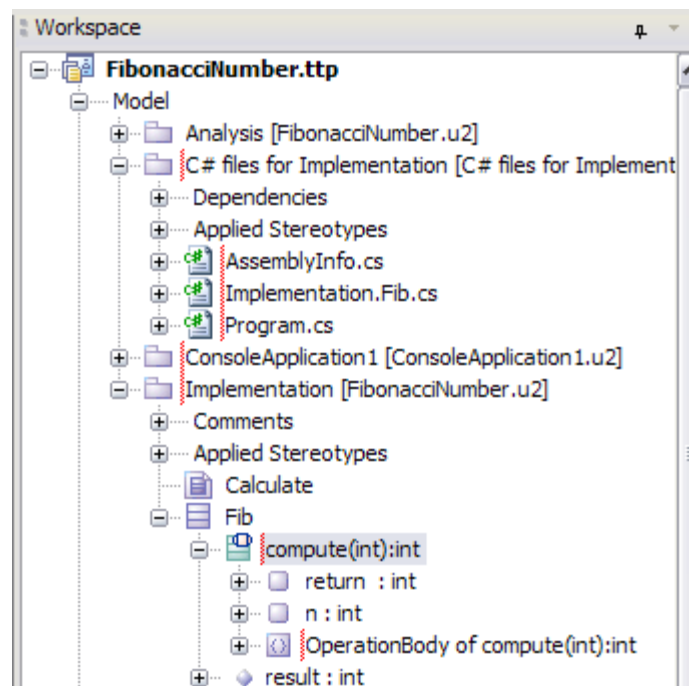 Workspace
FibonacciNumber.ttp
Model
Analysis [FibonacciNumber.u2]
C# files for Implementation [C# files for Implement
Dependencies
Applied Stereotypes
AssemblyInfo.cs
Implementation.Fib.cs
Program.cs
ConsoleApplication1 [ConsoleApplication1.u2]
Implementation [FibonacciNumber.u2]
Comments
Applied Stereotypes
Calculate
Fib
compute(int):int
return : int
n : int
OperationBody of compute(int):int
result : int